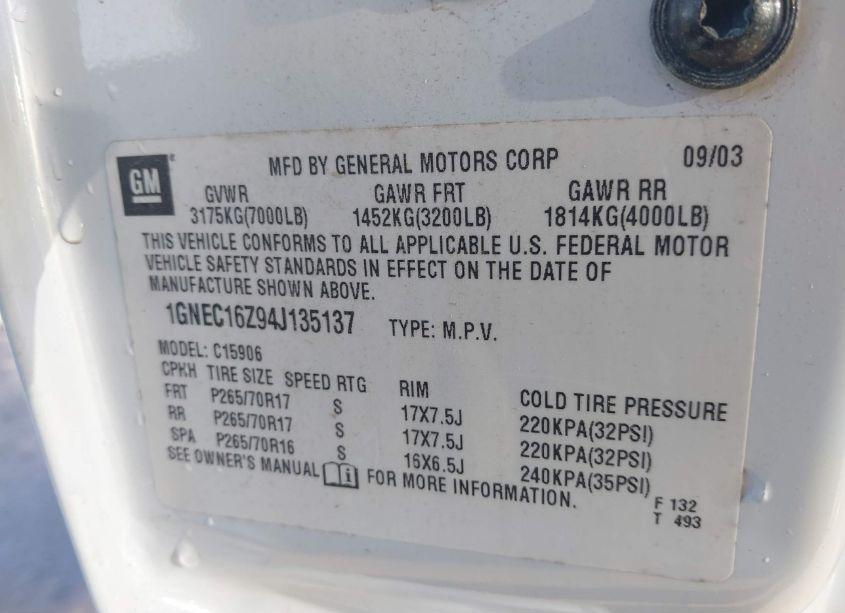 GM
MFD BY GENERAL MOTORS CORP 09/03
GVWR GAWR FRT GAWR RR
3175KG(7000LB) 1452KG(3200LB) 1814KG(4000LB)
THIS VEHICLE CONFORMS TO ALL APPLICABLE U.S. FEDERAL MOTOR
VEHICLE SAFETY STANDARDS IN EFFECT ON THE DATE OF
MANUFACTURE SHOWN ABOVE.
1GNEC16Z94J135137 TYPE: M.P.V.
MODEL: C15906
CPKH TIRE SIZE SPEED RTG RIM COLD TIRE PRESSURE
FRT P265/70R17 S 17X7.5J 220KPA(32PSI)
RR P265/70R17 S 17X7.5J 220KPA(32PSI)
SPA P265/70R16 S 16X6.5J 240KPA(35PSI)
SEE OWNER'S MANUAL i FOR MORE INFORMATION.
F 132
T 493